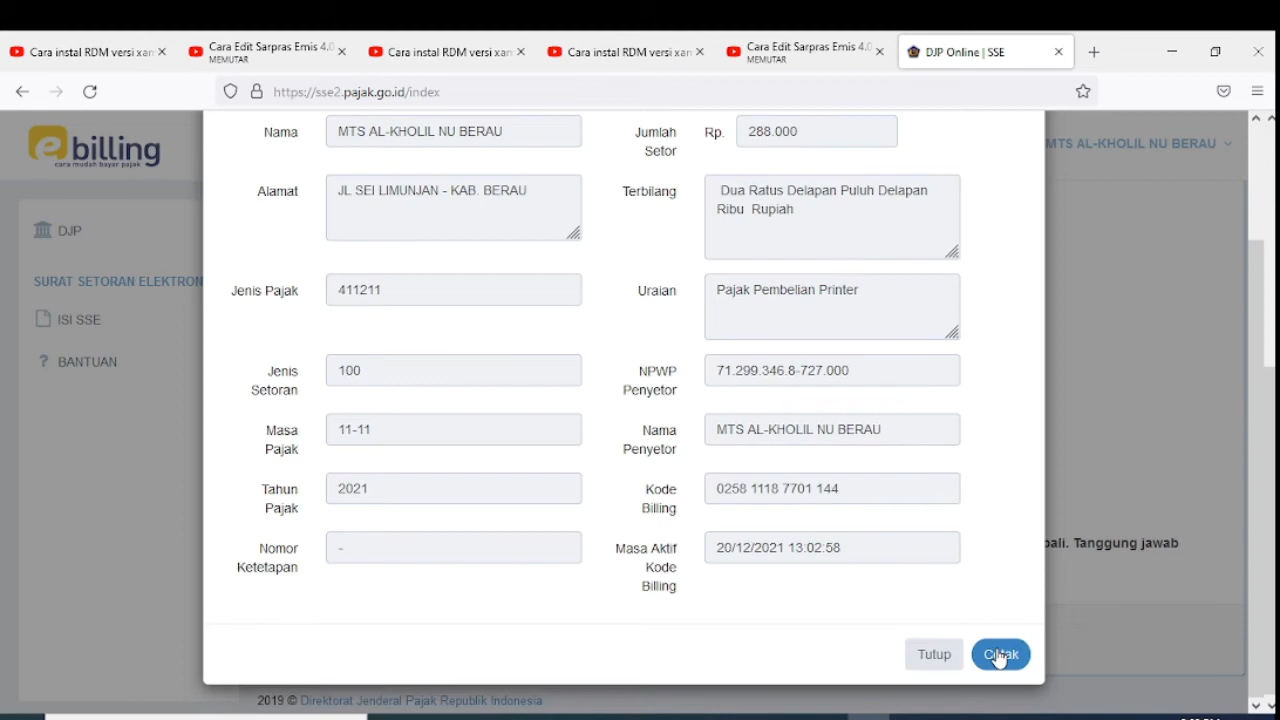 Cara instal RDM versi xan
Cara Edit Sarpras Emis 4.0
MEMUTAR
Cara instal RDM versi xan
Cara instal RDM versi xan
Cara Edit Sarpras Emis 4.0
MEMUTAR
DJP Online | SSE
https://sse2.pajak.go.id/index
e billing
cara mudah bayar pajak
MTS AL-KHOLIL NU BERAU
DJP
SURAT SETORAN ELEKTRON
ISI SSE
? BANTUAN
Nama
MTS AL-KHOLIL NU BERAU
Jumlah
Setor
Rp.
288.000
Alamat
JL SEI LIMUNJAN - KAB. BERAU
Terbilang
Dua Ratus Delapan Puluh Delapan
Ribu Rupiah
Jenis Pajak
411211
Uraian
Pajak Pembelian Printer
Jenis
Setoran
100
NPWP
Penyetor
71.299.346.8-727.000
Masa
Pajak
11-11
Nama
Penyetor
MTS AL-KHOLIL NU BERAU
Tahun
Pajak
2021
Kode
Billing
0258 1118 7701 144
Nomor
Ketetapan
-
Masa Aktif
Kode
Billing
20/12/2021 13:02:58
bali. Tanggung jawab
Tutup
Cetak
2019 © Direktorat Jenderal Pajak Republik Indonesia